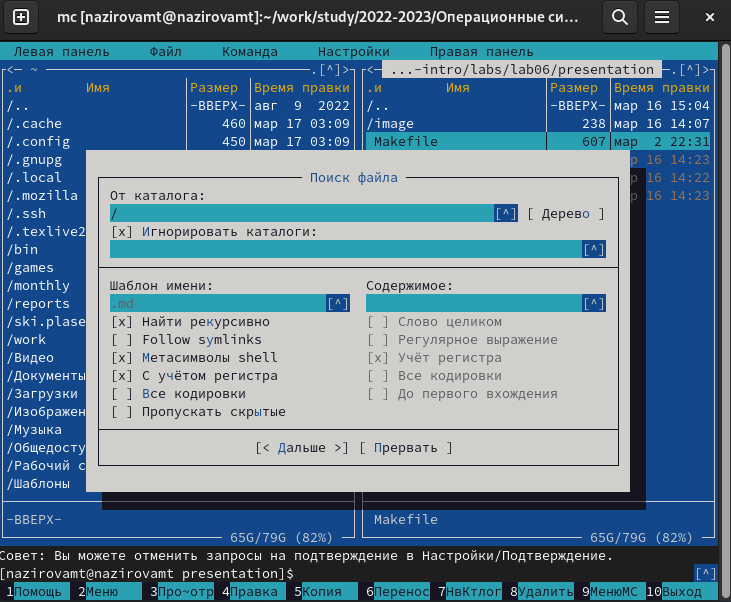 mc [nazirovamt@nazirovamt]:~/work/study/2022-2023/Операционные си...
Левая панель Файл Команда Настройки Правая панель
<— ~ .[^]> <— ...-intro/labs/lab06/presentation .[^]>
.и Имя Размер Время правки .и Имя Размер Время правки
/.. -ВВЕРХ- авг 9 2022 /.. -ВВЕРХ- мар 16 15:04
/.cache 460 мар 17 03:09 /image 238 мар 16 14:07
/.config 450 мар 17 03:09 Makefile 607 мар 2 22:31
/.gnupg р 16 14:23
/.local р 16 14:22
/.mozilla р 16 14:23
/.ssh
/.texlive2
/bin
/games
/monthly
/reports
/ski.plase
/work
/Видео
/Документы
/Загрузки
/Изображен
/Музыка
/Общедосту
/Рабочий с
/Шаблоны
Поиск файла
От каталога:
/ [^] [ Дерево ]
[x] Игнорировать каталоги:
[^]
Шаблон имени: Содержимое:
.md [^] [^]
[x] Найти рекурсивно [ ] Слово целиком
[ ] Follow symlinks [ ] Регулярное выражение
[x] Метасимволы shell [x] Учёт регистра
[x] С учётом регистра [ ] Все кодировки
[ ] Все кодировки [ ] До первого вхождения
[ ] Пропускать скрытые
[< Дальше >] [ Прервать ]
-ВВЕРХ- Makefile
65G/79G (82%) 65G/79G (82%)
Совет: Вы можете отменить запросы на подтверждение в Настройки/Подтверждение.
[nazirovamt@nazirovamt presentation]$ [^]
1Помощь 2Меню 3Про~отр 4Правка 5Копия 6Перенос 7НвКтлог 8Удалить 9МенюМС 10Выход